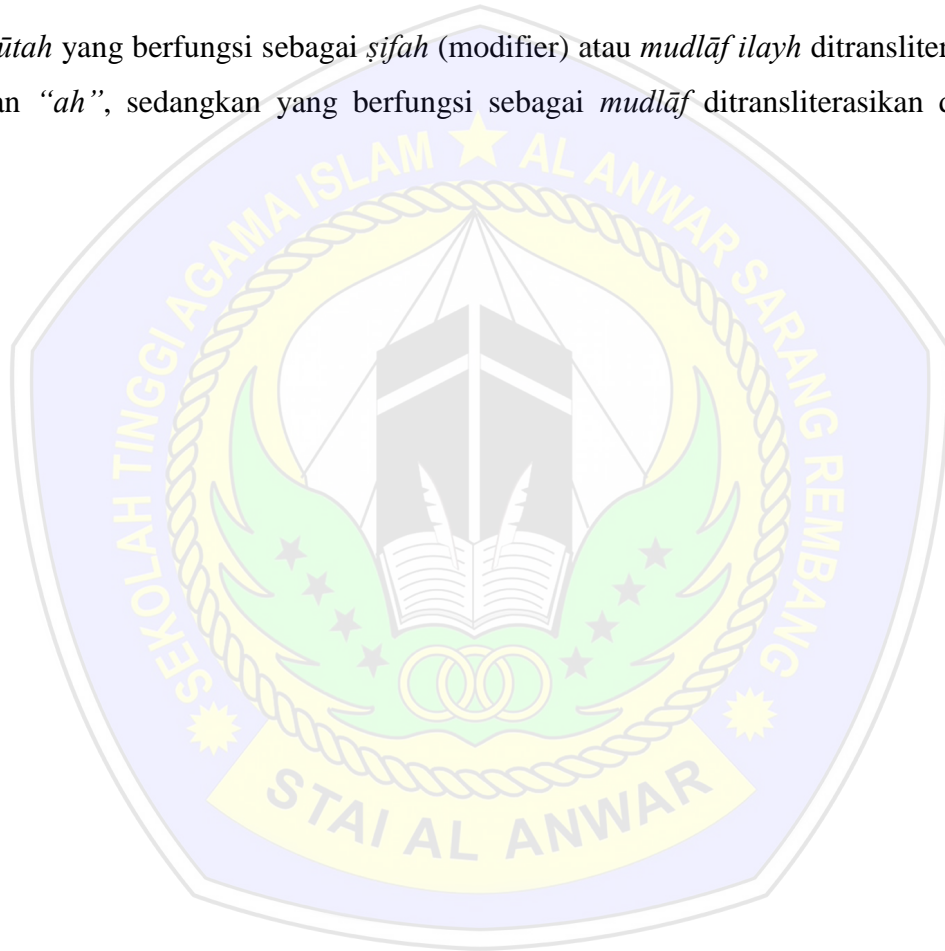 ūtah yang berfungsi sebagai ṣifah (modifier) atau mudlāf ilayh ditransliter
an “ah”, sedangkan yang berfungsi sebagai mudlāf ditransliterasikan d
SEKOLAH TINGGI AGAMA ISLAM ★ AL ANWAR SARANG REMBANG
STAI AL ANWAR